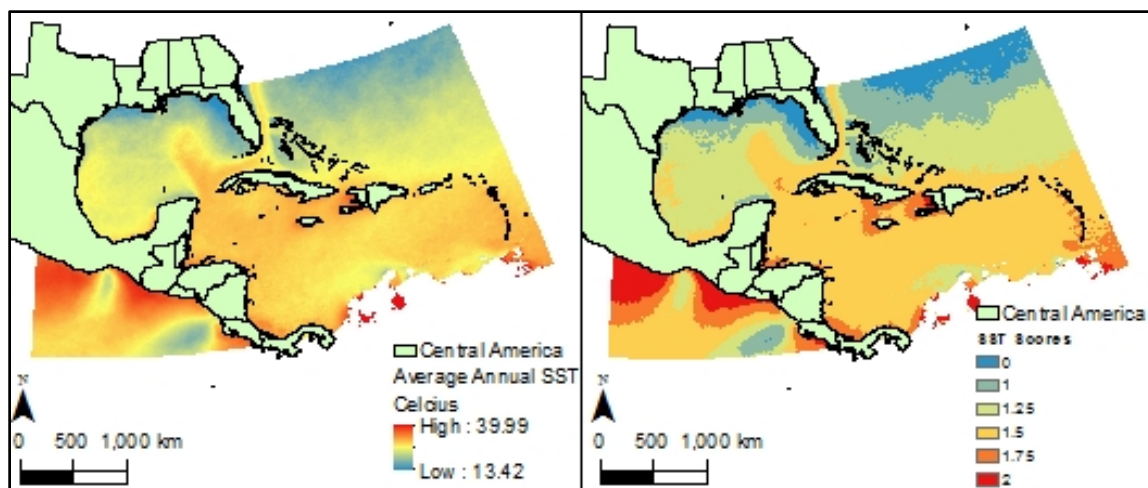 Central America
Average Annual SST
Celcius
High : 39.99
Low : 13.42
N
0 500 1,000 km
Central America
SST Scores
0
1
1.25
1.5
1.75
2
N
0 500 1,000 km